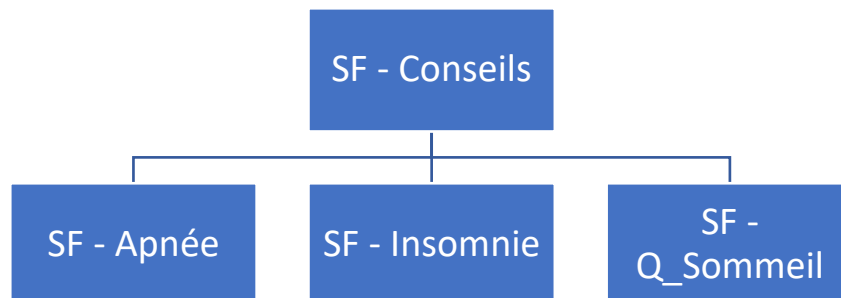 SF - Conseils
SF - Apnée
SF - Insomnie
SF -
Q_Sommeil